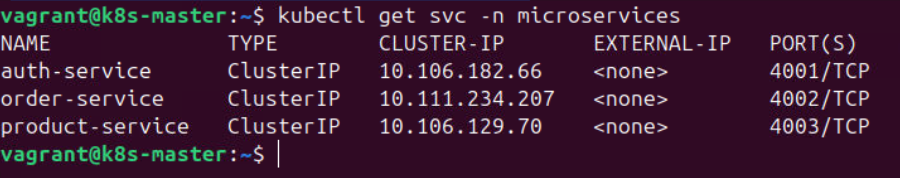 vagrant@k8s-master:~$ kubectl get svc -n microservices
NAME TYPE CLUSTER-IP EXTERNAL-IP PORT(S)
auth-service ClusterIP 10.106.182.66 <none> 4001/TCP
order-service ClusterIP 10.111.234.207 <none> 4002/TCP
product-service ClusterIP 10.106.129.70 <none> 4003/TCP
vagrant@k8s-master:~$